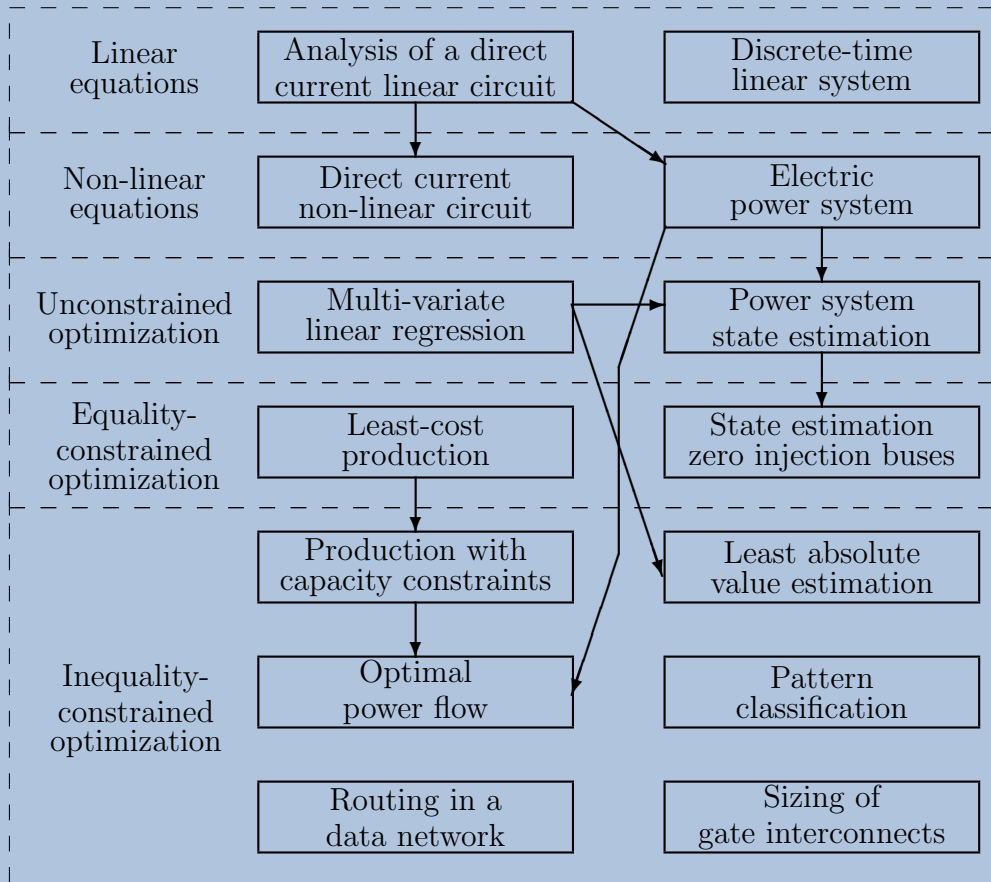 Linear
equations
Analysis of a direct
current linear circuit
Discrete-time
linear system
Non-linear
equations
Direct current
non-linear circuit
Electric
power system
Unconstrained
optimization
Multi-variate
linear regression
Power system
state estimation
Equality-
constrained
optimization
Least-cost
production
State estimation
zero injection buses
Inequality-
constrained
optimization
Production with
capacity constraints
Least absolute
value estimation
Optimal
power flow
Pattern
classification
Routing in a
data network
Sizing of
gate interconnects